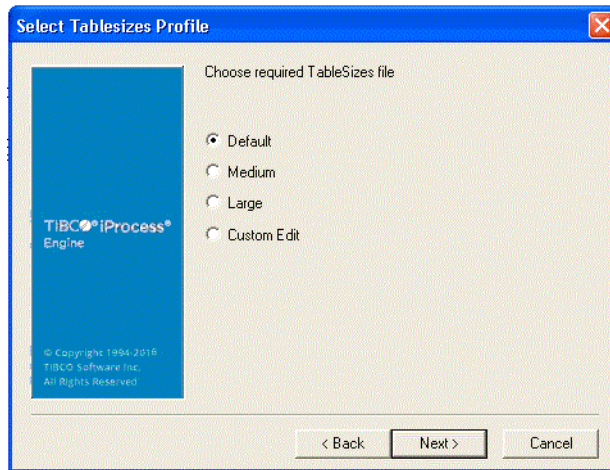 Select Tablesizes Profile
Choose required TableSizes file
Default
Medium
Large
Custom Edit
TIBCO® iProcess®
Engine
© Copyright 1994-2016
TIBCO Software Inc.
All Rights Reserved
< Back Next > Cancel